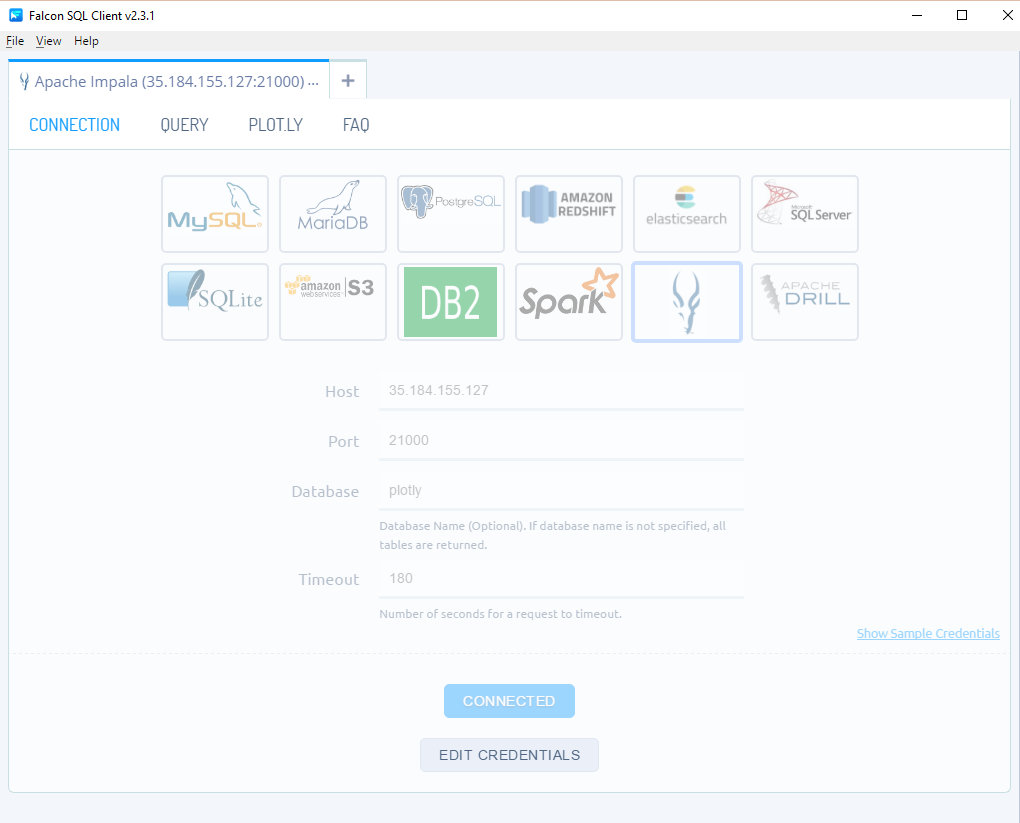 Falcon SQL Client v2.3.1
File View Help
Apache Impala (35.184.155.127:21000) ...
+
CONNECTION QUERY PLOT.LY FAQ
MySQL MariaDB PostgreSQL AMAZON REDSHIFT elasticsearch Microsoft SQL Server
SQLite amazon webservices S3 DB2 Spark APACHE DRILL
Host 35.184.155.127
Port 21000
Database plotly
Database Name (Optional). If database name is not specified, all
tables are returned.
Timeout 180
Number of seconds for a request to timeout.
Show Sample Credentials
CONNECTED
EDIT CREDENTIALS